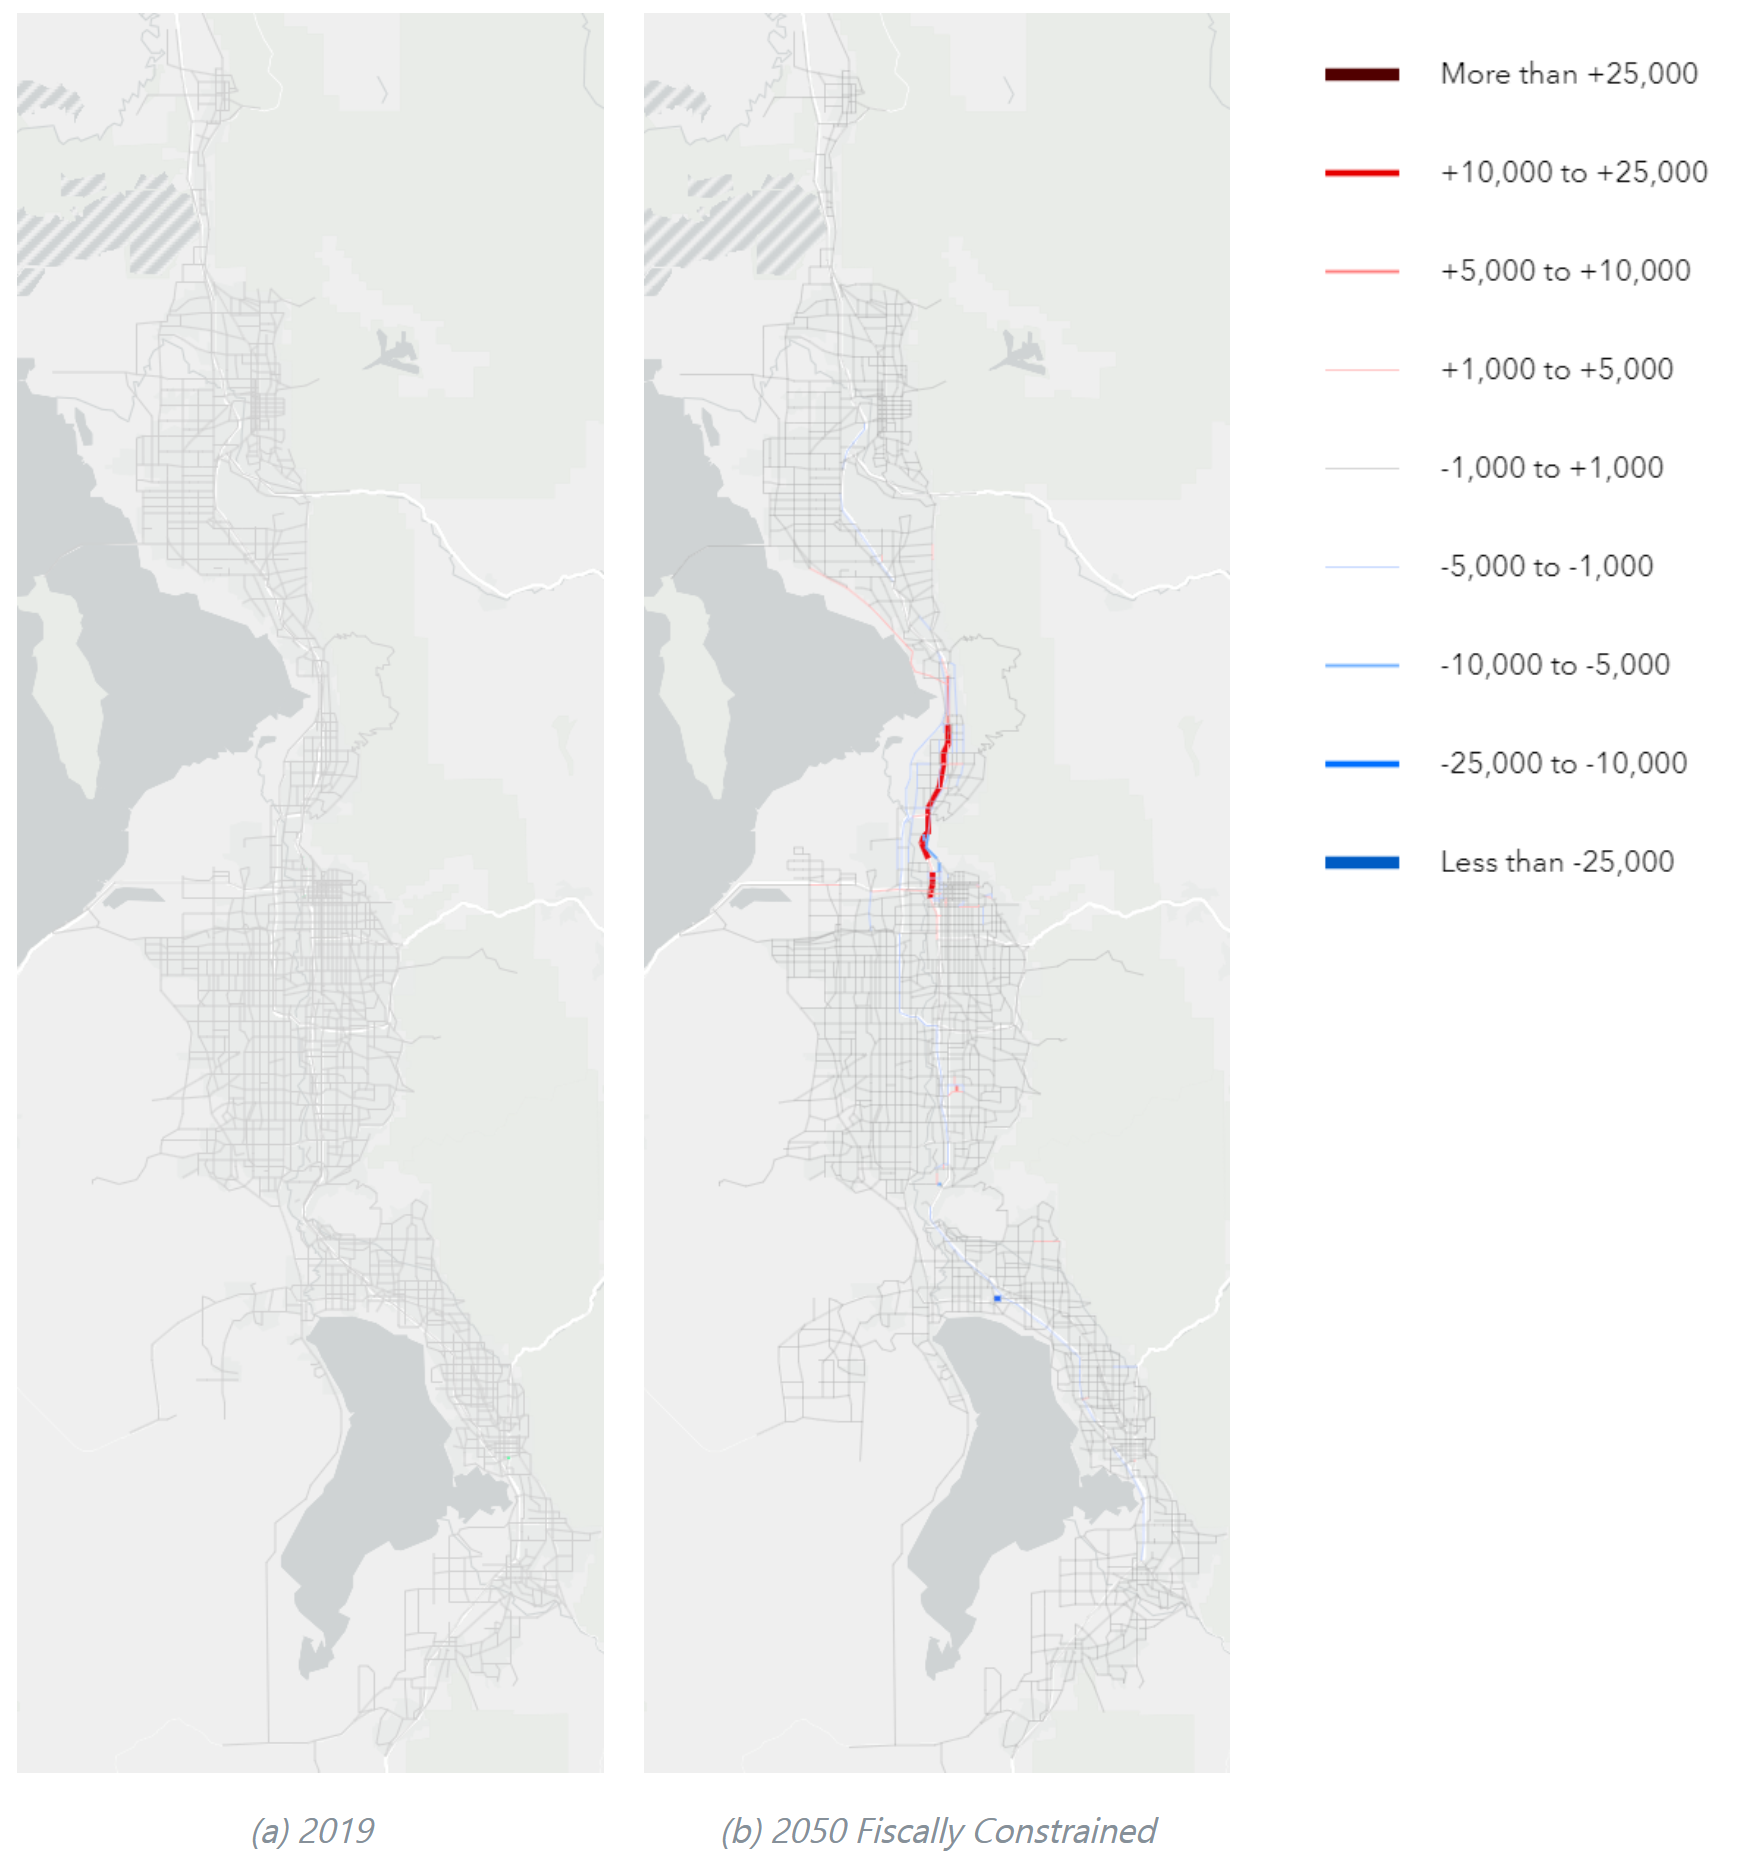 More than +25,000
+10,000 to +25,000
+5,000 to +10,000
+1,000 to +5,000
-1,000 to +1,000
-5,000 to -1,000
-10,000 to -5,000
-25,000 to -10,000
Less than -25,000
(a) 2019
(b) 2050 Fiscally Constrained